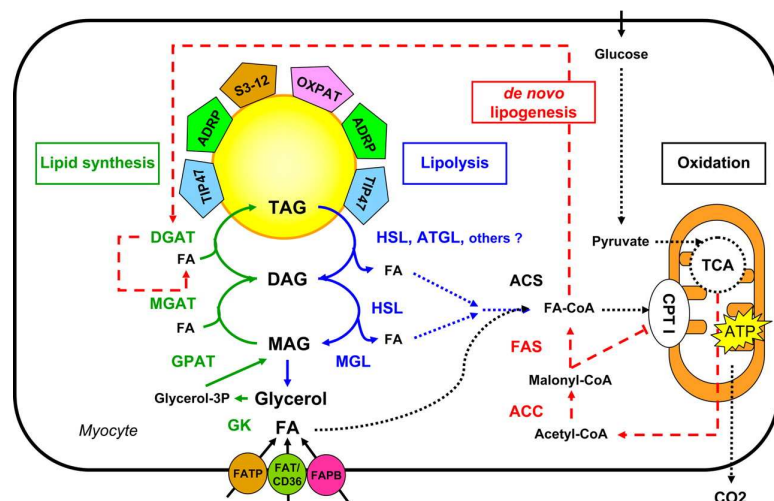 Glucose
S3-12
OXPAT
ADRP
ADRP
TIP47
TIP47
de novo
lipogenesis
Lipid synthesis
Lipolysis
Oxidation
TAG
DGAT
FA
HSL, ATGL, others ?
Pyruvate
TCA
DAG
FA
ACS
MGAT
FA
HSL
FA-CoA
CPT I
ATP
MAG
FA
FAS
GPAT
MGL
Malonyl-CoA
Glycerol-3P
Glycerol
ACC
GK
FA
Acetyl-CoA
Myocyte
FATP
FAT/
CD36
FAPB
CO2